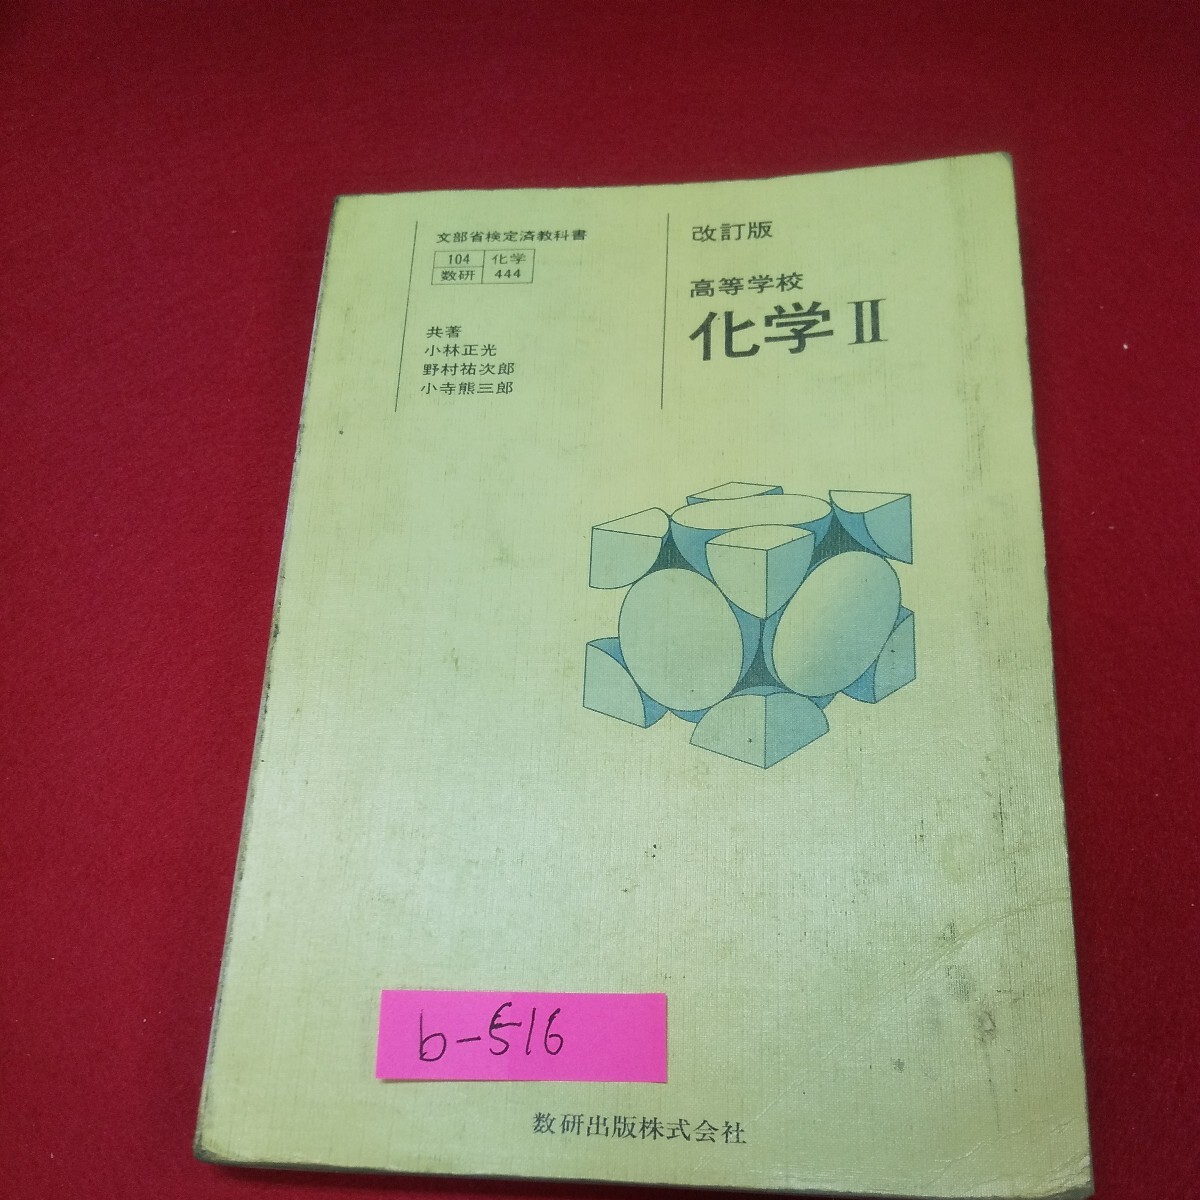 文部省検定済教科書
104 化学
数研 444
共著
小林正光
野村祐次郎
小寺熊三郎
改訂版
高等学校
化学Ⅱ
b-516
数研出版株式会社